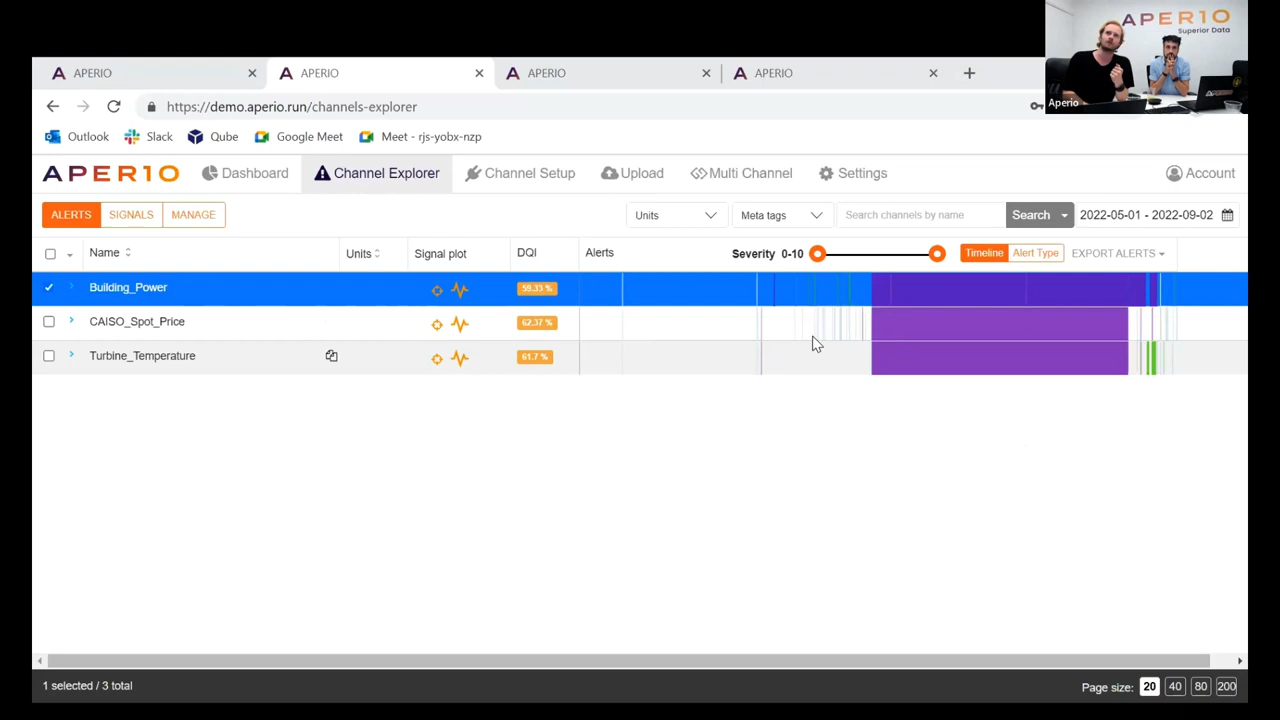 APERIO
Superior Data
Aperio
APERIO
APERIO
APERIO
APERIO
https://demo.aperio.run/channels-explorer
Outlook
Slack
Qube
Google Meet
Meet - rjs-yobx-nzp
APER1O
Dashboard
Channel Explorer
Channel Setup
Upload
Multi Channel
Settings
Account
ALERTS
SIGNALS
MANAGE
Units
Meta tags
Search channels by name
Search
2022-05-01 - 2022-09-02
Name
Units
Signal plot
DQI
Alerts
Severity 0-10
Timeline
Alert Type
EXPORT ALERTS
Building_Power
59.33 %
CAISO_Spot_Price
62.37 %
Turbine_Temperature
61.7 %
1 selected / 3 total
Page size: 20 40 80 200